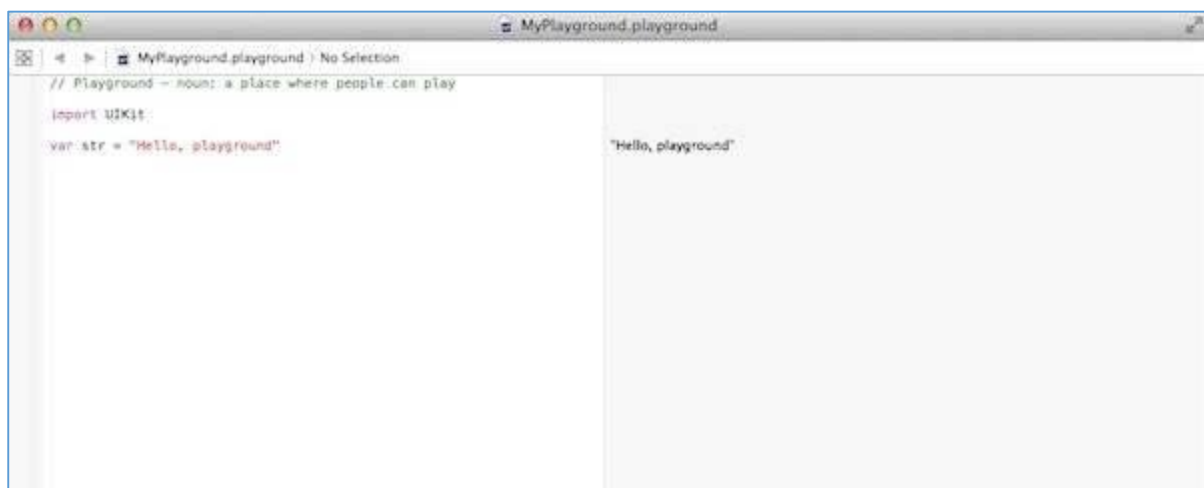 MyPlayground.playground
MyPlayground.playground › No Selection
// Playground - noun: a place where people can play
import UIKit
var str = "Hello, playground"
"Hello, playground"